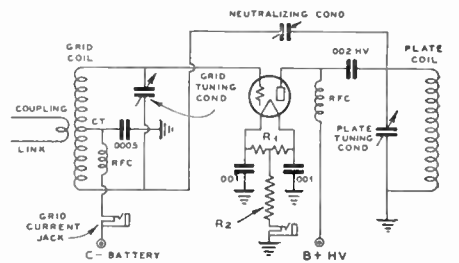 NEUTRALIZING COND
GRID
COIL
.002 HV
PLATE
COIL
GRID
TUNING
COND
COUPLING
LINK
CT
.0005
RFC
R1
RFC
PLATE
TUNING
COND
.001
.001
GRID
CURRENT
JACK
R2
C- BATTERY
B+ HV